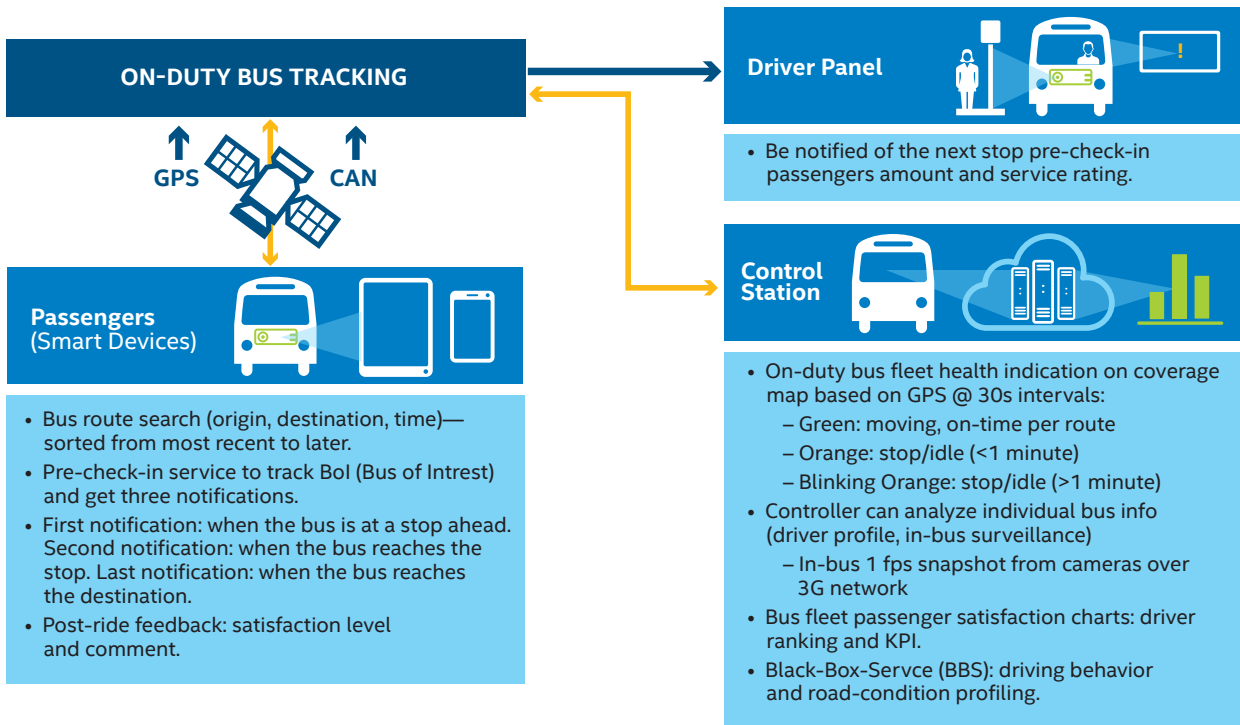 ON-DUTY BUS TRACKING
GPS
CAN
Passengers
(Smart Devices)
• Bus route search (origin, destination, time)—
sorted from most recent to later.
• Pre-check-in service to track BoI (Bus of Intrest)
and get three notifications.
• First notification: when the bus is at a stop ahead.
Second notification: when the bus reaches the
stop. Last notification: when the bus reaches
the destination.
• Post-ride feedback: satisfaction level
and comment.
Driver Panel
!
• Be notified of the next stop pre-check-in
passengers amount and service rating.
Control
Station
• On-duty bus fleet health indication on coverage
map based on GPS @ 30s intervals:
– Green: moving, on-time per route
– Orange: stop/idle (<1 minute)
– Blinking Orange: stop/idle (>1 minute)
• Controller can analyze individual bus info
(driver profile, in-bus surveillance)
– In-bus 1 fps snapshot from cameras over
3G network
• Bus fleet passenger satisfaction charts: driver
ranking and KPI.
• Black-Box-Servce (BBS): driving behavior
and road-condition profiling.